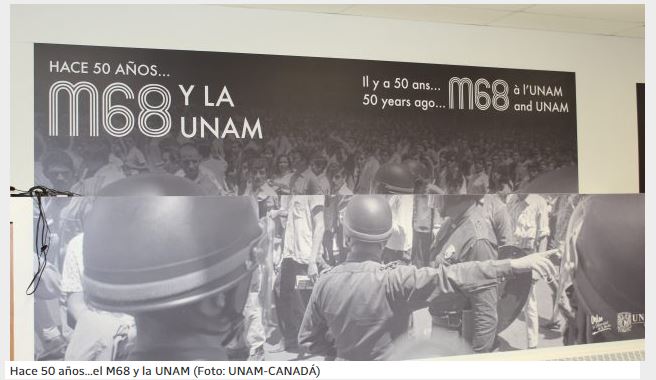 HACE 50 AÑOS...
M68 Y LA
UNAM
Il y a 50 ans...
50 years ago...
M68 à l'UNAM
and UNAM
UN
Hace 50 años...el M68 y la UNAM (Foto: UNAM-CANADÁ)